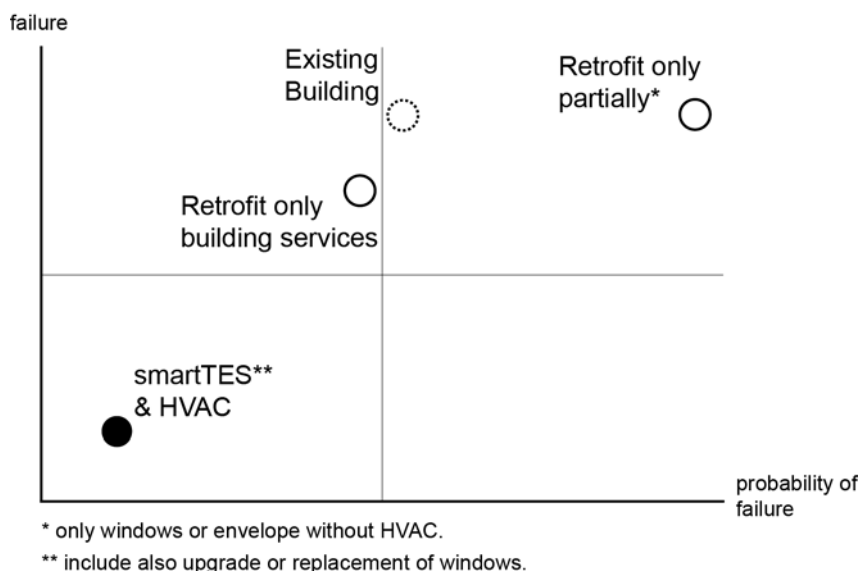 failure
Existing
Building
Retrofit only
partially*
Retrofit only
building services
smartTES**
& HVAC
probability of
failure
* only windows or envelope without HVAC.
** include also upgrade or replacement of windows.